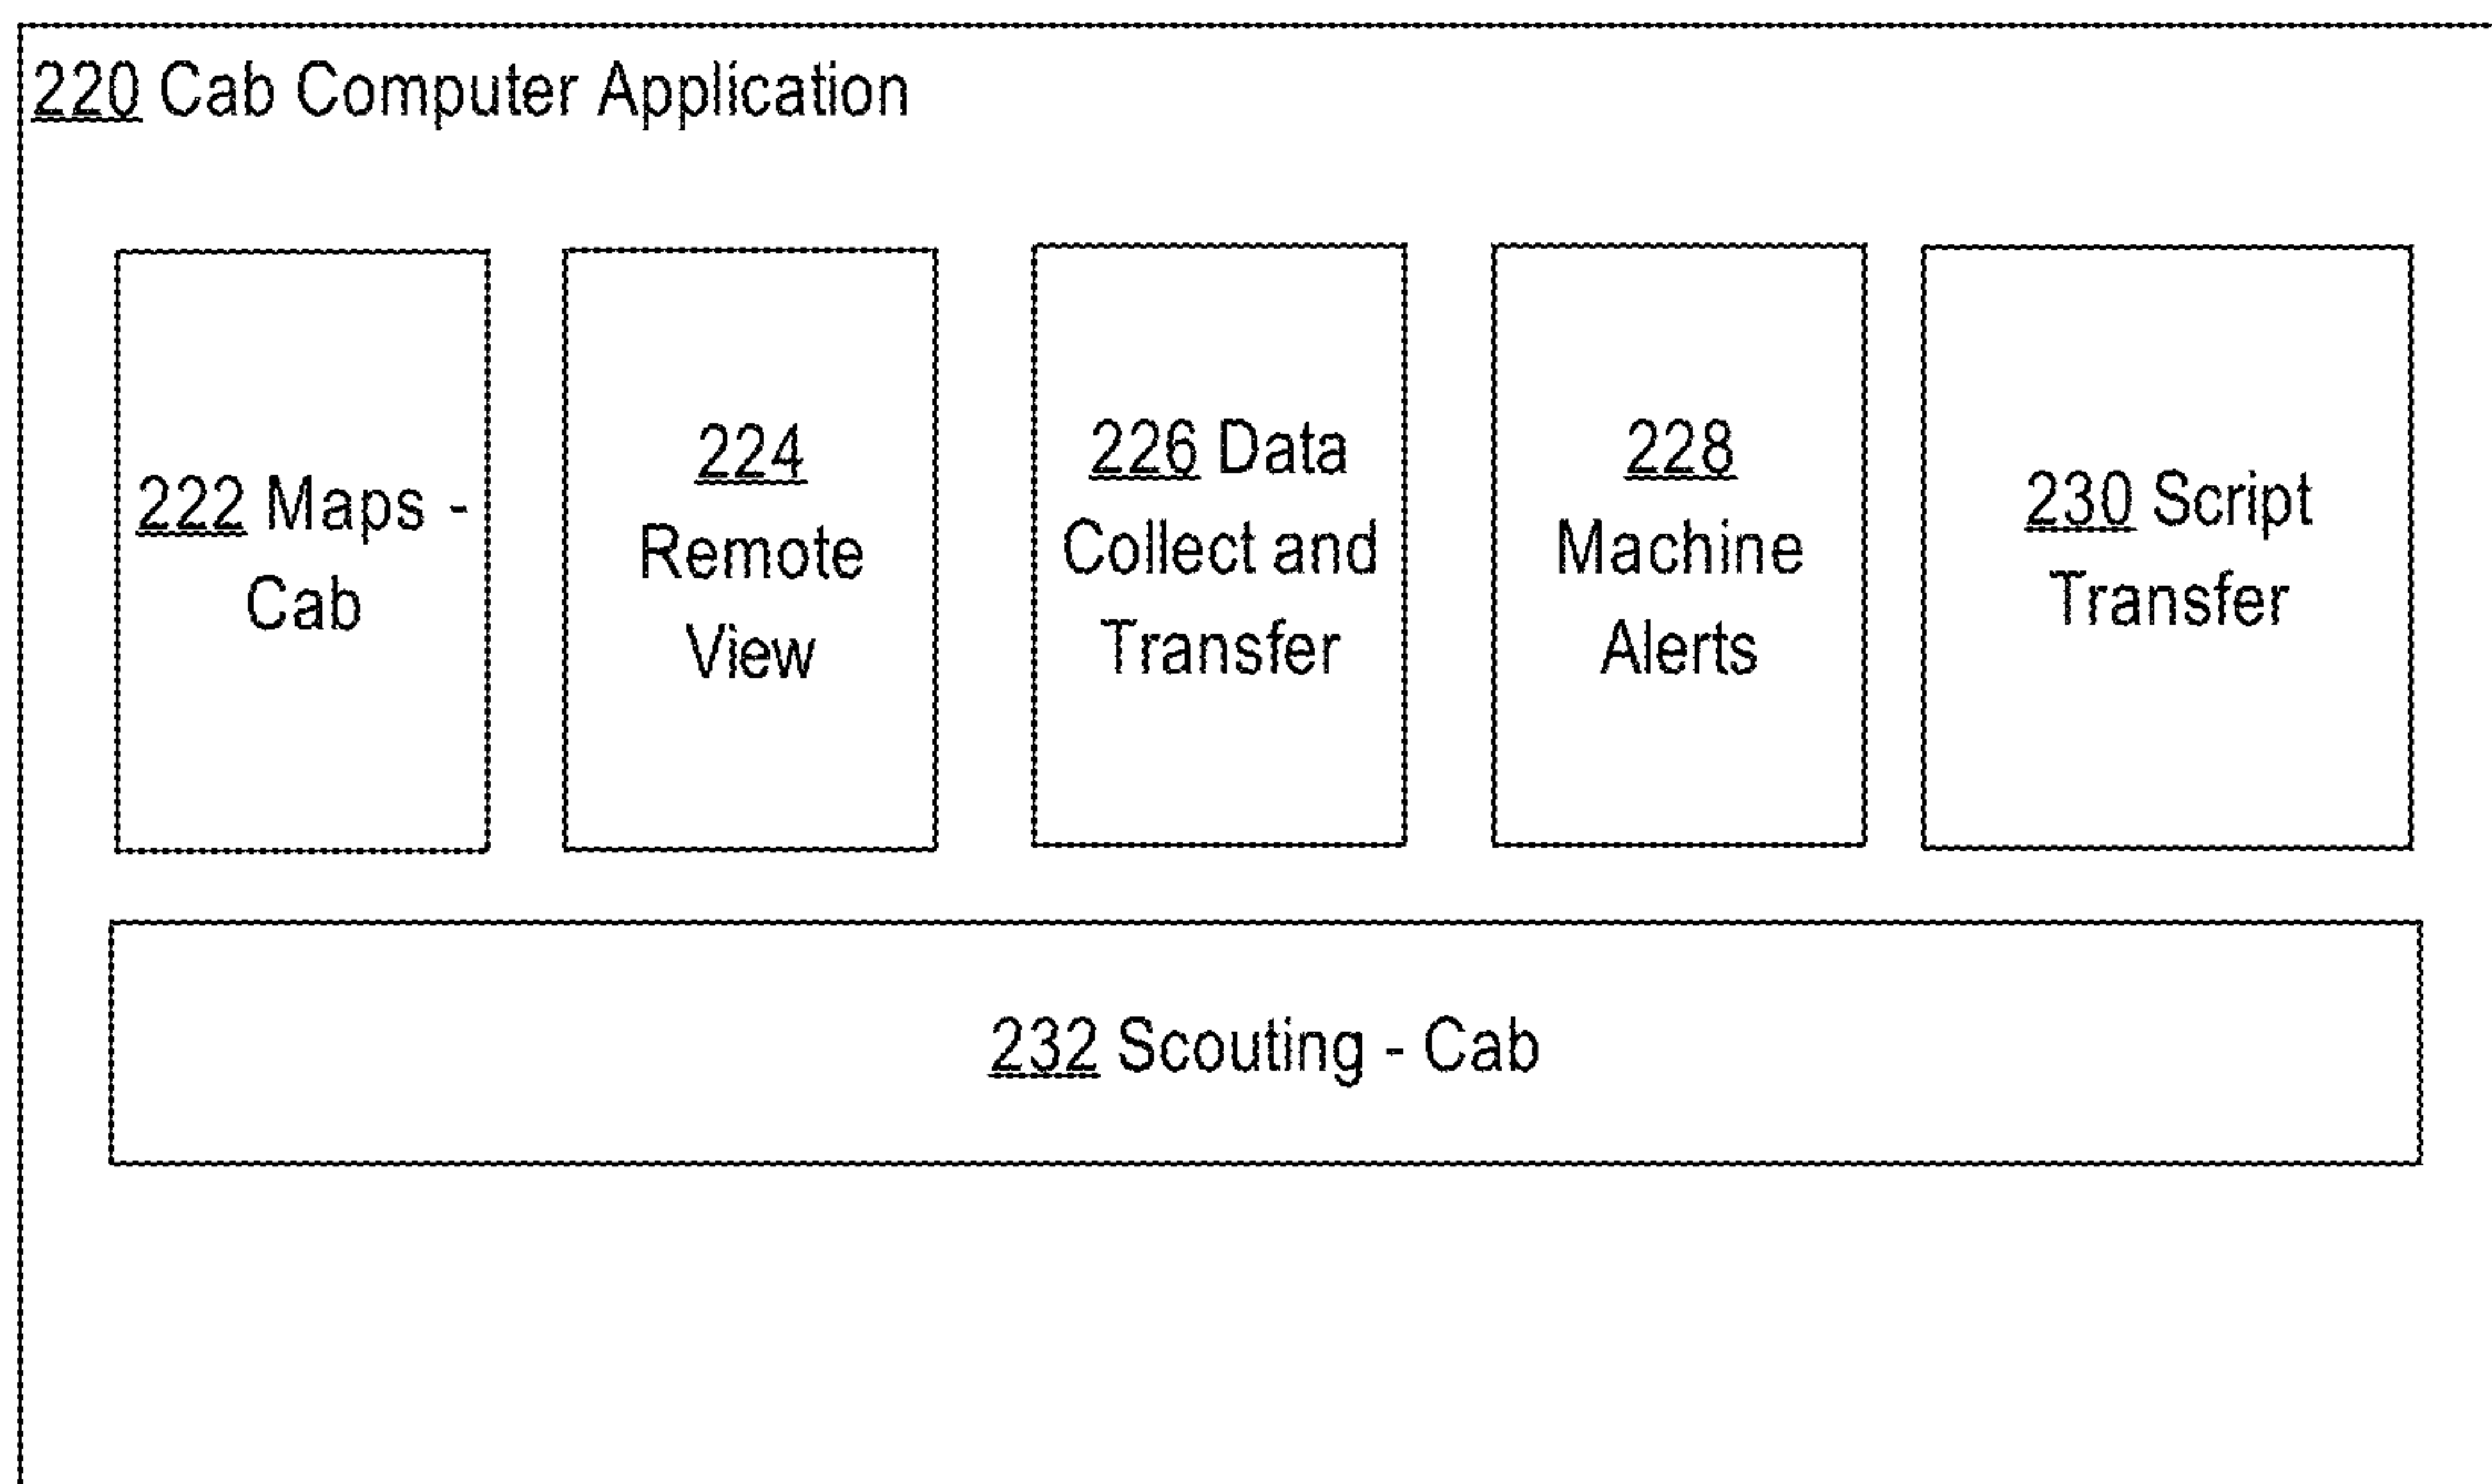 220 Cab Computer Application
222 Maps -
Cab
224
Remote
View
226 Data
Collect and
Transfer
228
Machine
Alerts
230 Script
Transfer
232 Scouting - Cab